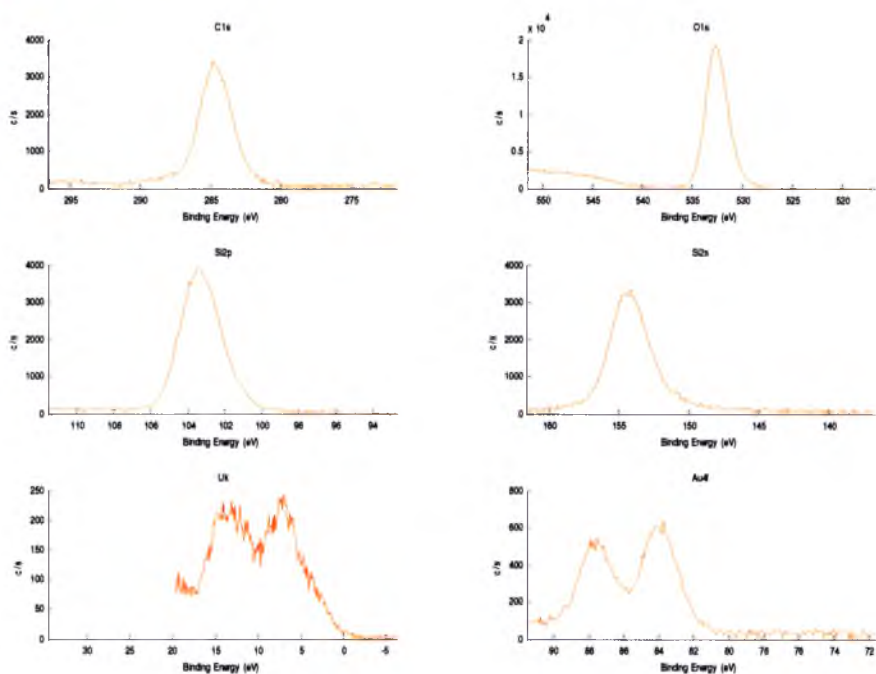 C1s
4000
3000
2000
1000
0
c/s
295 290 285 280 275
Binding Energy (eV)
x 10 4
O1s
2
1.5
1
0.5
0
c/s
550 545 540 535 530 525 520
Binding Energy (eV)
Si2p
4000
3000
2000
1000
0
c/s
110 108 106 104 102 100 98 96 94
Binding Energy (eV)
Si2s
4000
3000
2000
1000
0
c/s
160 155 150 145 140
Binding Energy (eV)
250
200
150
100
50
0
c/s
30 25 20 15 10 5 0 -5
Binding Energy (eV)
Au4f
800
600
400
200
0
c/s
90 88 86 84 82 80 78 76 74 72
Binding Energy (eV)